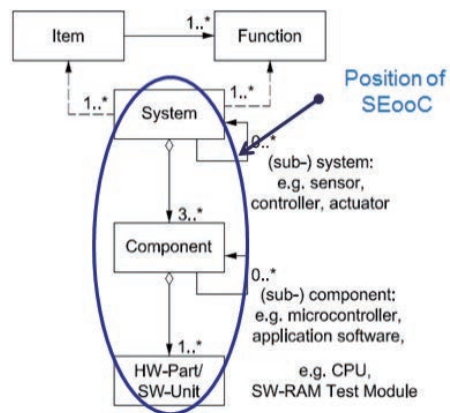 1..*
Item
Function
Position of
SEooC
1..*
1..*
System
0..*
(sub-) system:
e.g. sensor,
controller, actuator
3..*
Component
0..*
(sub-) component:
e.g. microcontroller,
application software,
1..*
HW-Part/
SW-Unit
e.g. CPU,
SW-RAM Test Module